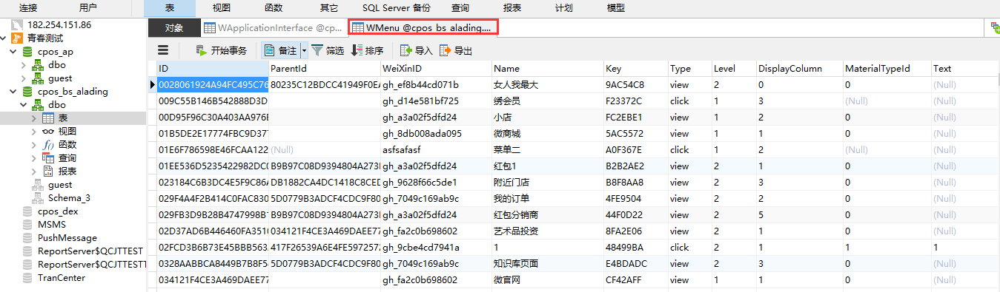 连接 用户 表 视图 函数 其它 SQL Server 备份 查询 报表 计划 模型
182.254.151.86
青春测试
cpos_ap
dbo
guest
cpos_bs_alading
dbo
表
视图
函数
查询
报表
guest
Schema_3
cpos_dex
MSMS
PushMessage
ReportServer$QCJTTEST
ReportServer$QCJTTEST
TranCenter
对象 WApplicationInterface @cp... WMenu @cpos_bs_alading....
开始事务 备注 筛选 排序 导入 导出
ID ParentId WeiXinID Name Key Type Level DisplayColumn MaterialTypeId Text
0028061924A94FC495C76 80235C12BDCC41949F0EA gh_ef8b44cd071b 女人我最大 9AC54C8 view 2 0 0 (Null)
009C55B146B542888D3D gh_d14e581bf725 绣会员 F23372C click 1 3 (Null) (Null)
00D95F96C30A403AA976B gh_a3a02f5dfd24 小店 FC2EBE1 view 1 2 0 (Null)
01B5DE2E17774FBC9D377 gh_8db008ada095 微商城 5AC5572 view 1 1 0 (Null)
01E6F786598E46FCAA122 (Null) asfsafasf 菜单二 A0F367E click 1 2 (Null) (Null)
01EE536D5235422982DC0 B9B97C08D9394804A273 gh_a3a02f5dfd24 红包1 B2B2AE2 view 2 1 0 (Null)
023184C6B3DC4E5F9C86A DB1882CA4DC1418C8CED gh_9628f66c5de1 附近门店 B8F8AA8 view 2 3 0 (Null)
029F4A4F2B414C0FAC830 5D0779B3ADCF4CDC9F80 gh_7049c169ab9c 我的订单 4FE9504 view 2 2 0 (Null)
029FB3D9B28B4747998B B9B97C08D9394804A273 gh_a3a02f5dfd24 红包分销商 44F0D22 view 2 5 0 (Null)
02D37AD6B446460FA3510 034121F4CE3A469DAEE77 gh_fa2c0b698602 艺术品投资 8FA2E06 view 2 1 0 (Null)
02FCD3B6B73E45BBB563 417F26539A6E4FE597257 gh_9cbe4cd7941a 1 48499BA click 2 1 1 1
0328AABBCA8449B7B8F5 5D0779B3ADCF4CDC9F80 gh_7049c169ab9c 知识库页面 E4BDADC view 2 3 0 (Null)
034121F4CE3A469DAEE77 gh_fa2c0b698602 微官网 CF42AFF view 1 1 0 (Null)